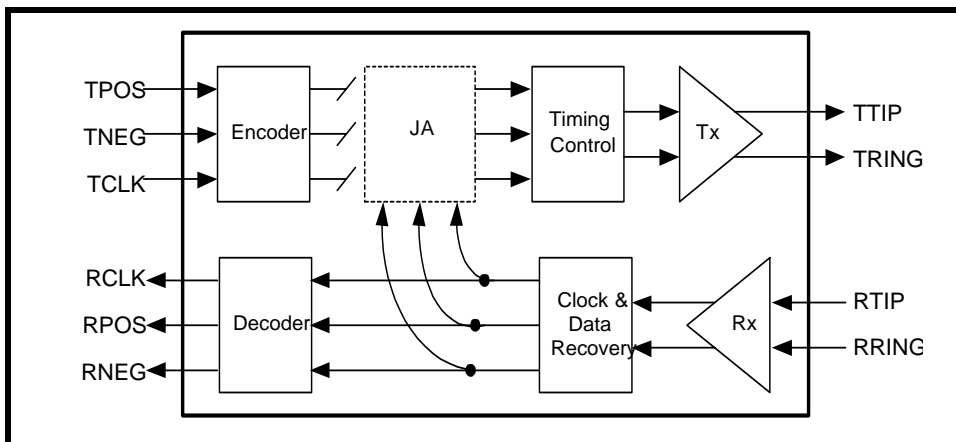 TPOS
TNEG
TCLK
Encoder
JA
Timing
Control
Tx
TTIP
TRING
RCLK
RPOS
RNEG
Decoder
Clock &
Data
Recovery
Rx
RTIP
RRING